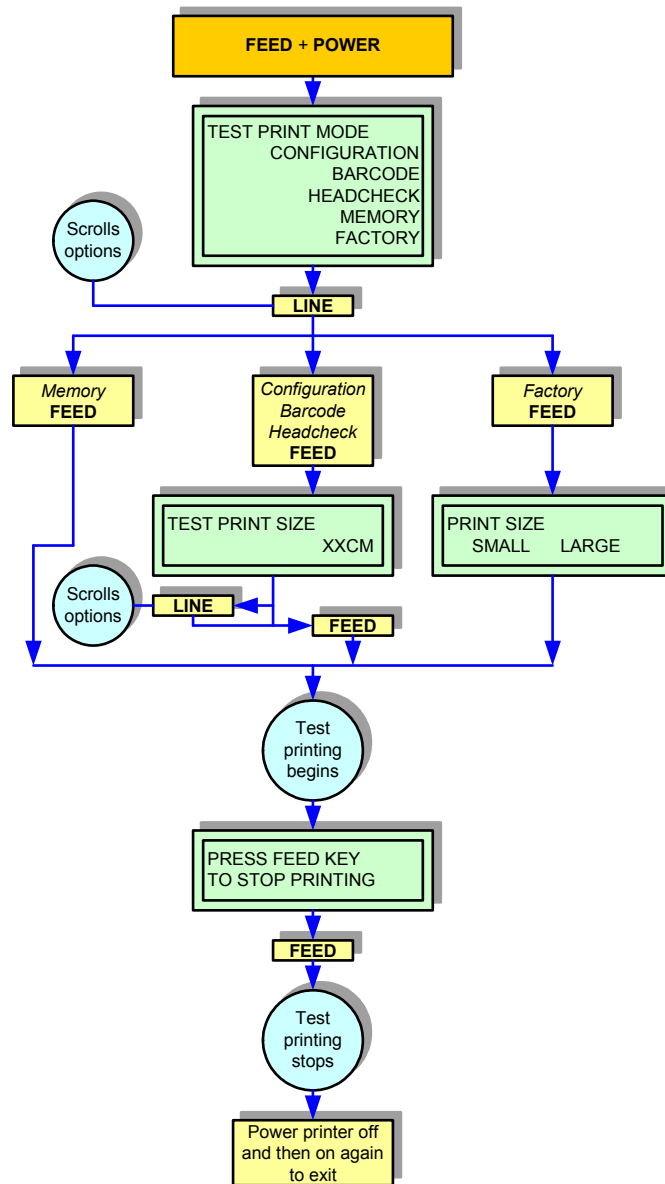 FEED + POWER
TEST PRINT MODE
CONFIGURATION
BARCODE
HEADCHECK
MEMORY
FACTORY
Scrolls
options
LINE
Memory
FEED
Configuration
Barcode
Headcheck
FEED
Factory
FEED
TEST PRINT SIZE
XXCM
PRINT SIZE
SMALL LARGE
Scrolls
options
LINE
FEED
Test
printing
begins
PRESS FEED KEY
TO STOP PRINTING
FEED
Test
printing
stops
Power printer off
and then on again
to exit